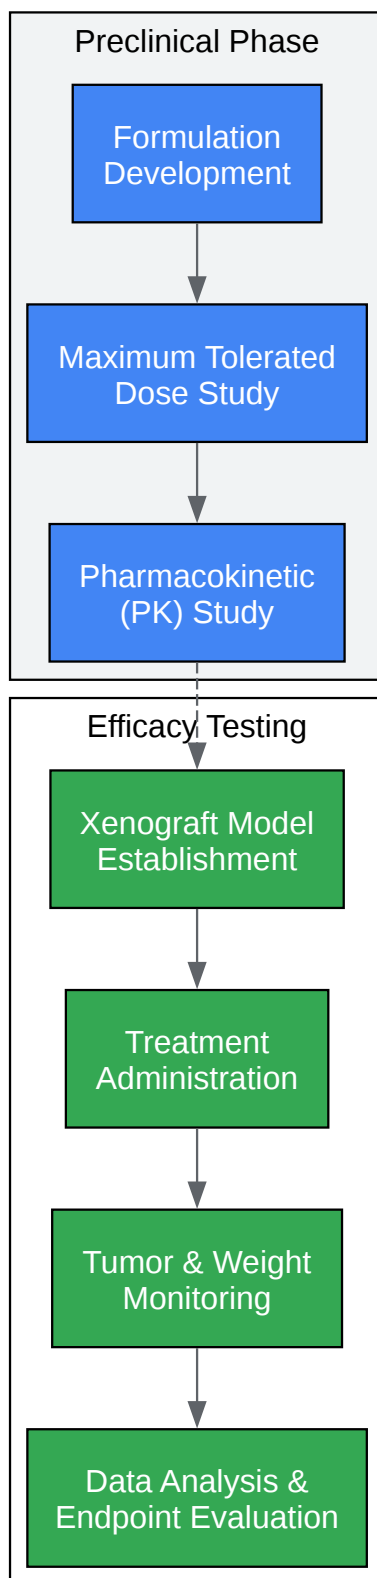 Preclinical Phase
Formulation
Development
Maximum Tolerated
Dose Study
Pharmacokinetic
(PK) Study
Efficacy Testing
Xenograft Model
Establishment
Treatment
Administration
Tumor & Weight
Monitoring
Data Analysis &
Endpoint Evaluation